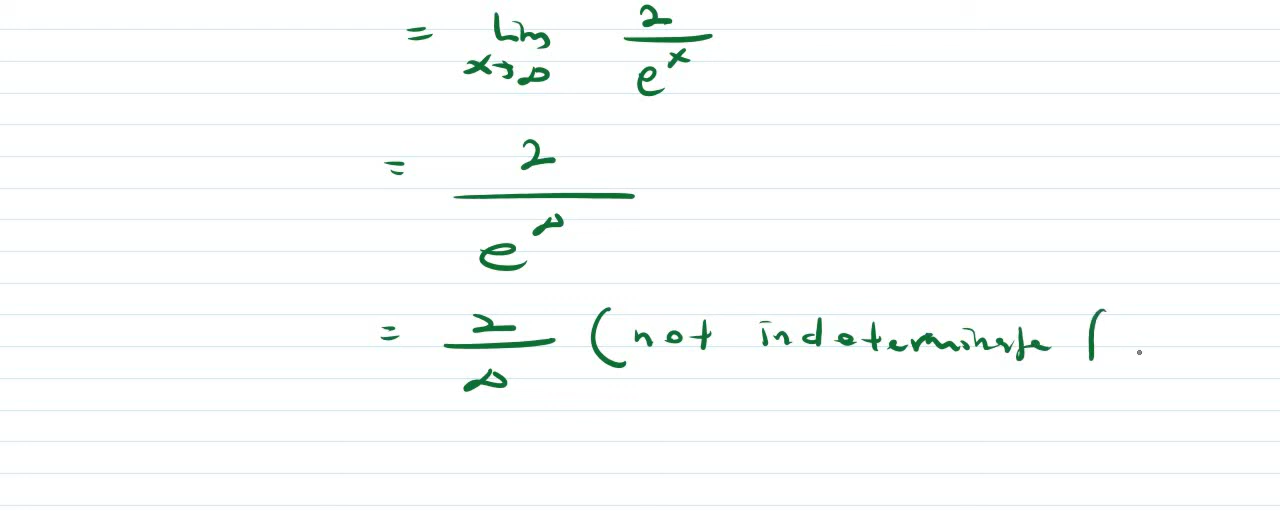 = lim x→∞ 2/e^x
= 2/e^∞
= 2/∞ (not indeterminate f